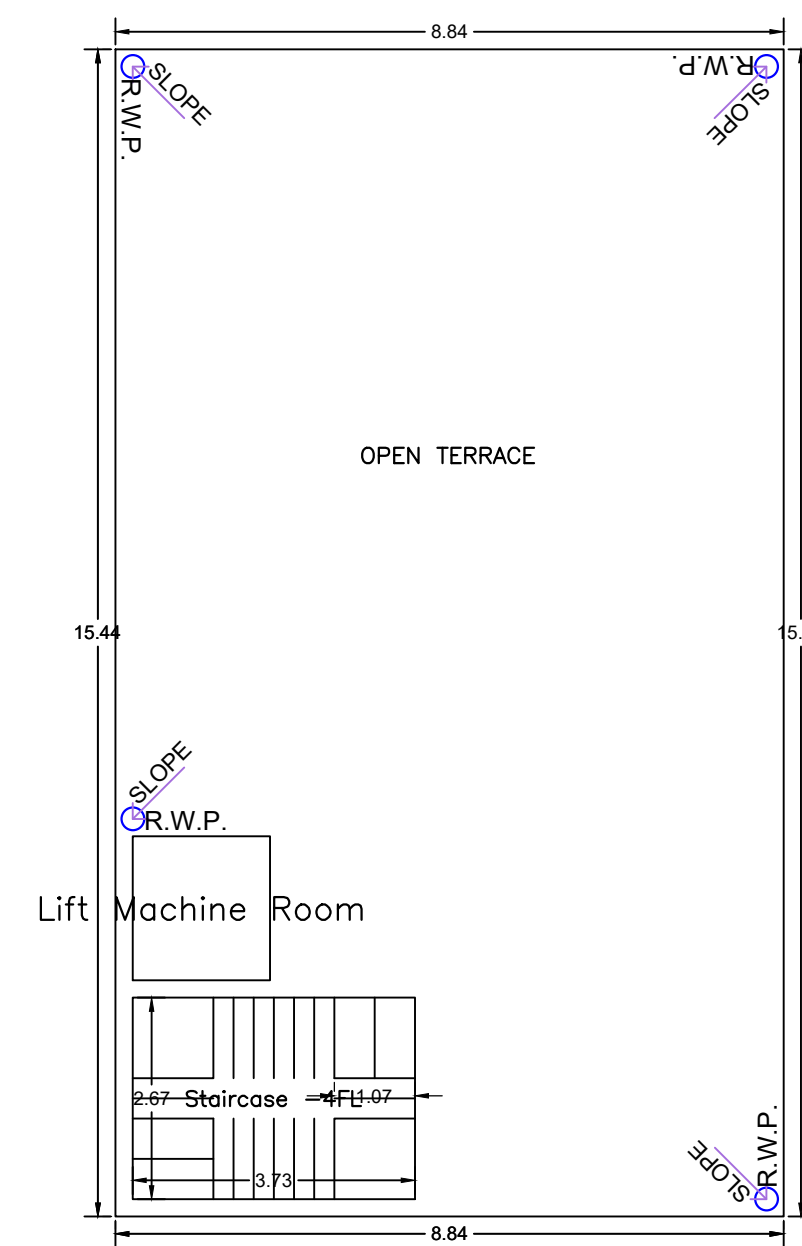 8.84
SLOPE
R.W.P.
R.W.P.
SLOPE
OPEN TERRACE
15.44
15.
SLOPE
R.W.P.
Lift Machine Room
2.67
Staircase -4FL
1.07
3.73
R.W.P.
SLOPE
8.84